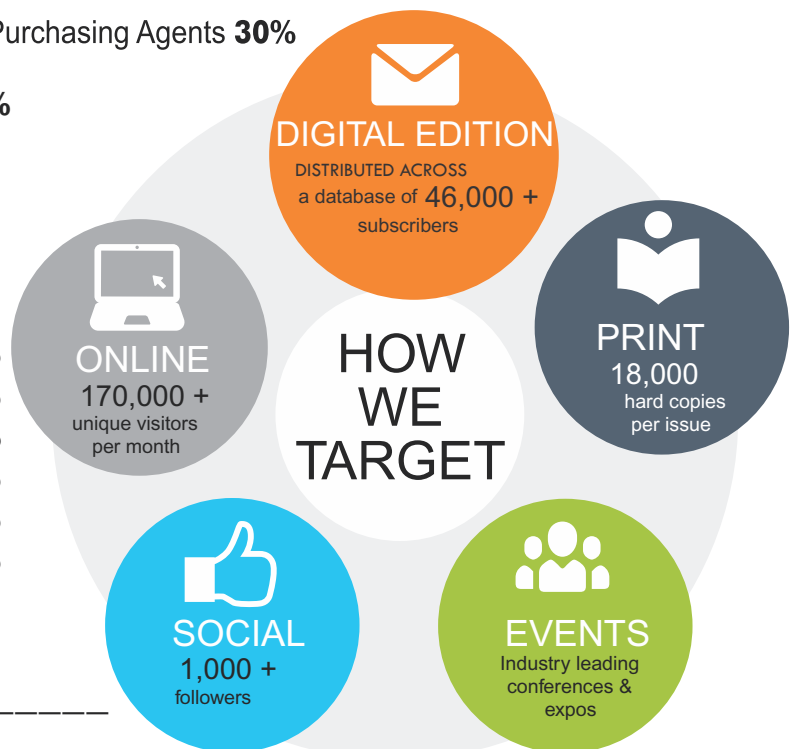 Purchasing Agents 30%
%
DIGITAL EDITION
DISTRIBUTED ACROSS
a database of 46,000 +
subscribers
PRINT
18,000
hard copies
per issue
ONLINE
170,000 +
unique visitors
per month
HOW
WE
TARGET
SOCIAL
1,000 +
followers
EVENTS
Industry leading
conferences &
expos